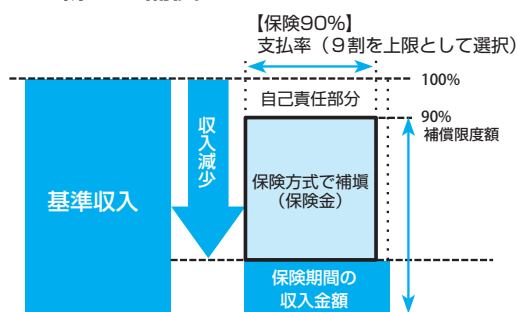 【保険90%】
支払率（９割を上限として選択）
100%
自己責任部分
90%
補償限度額
収入減少
基準収入
保険方式で補塡
（保険金）
保険期間の
収入金額